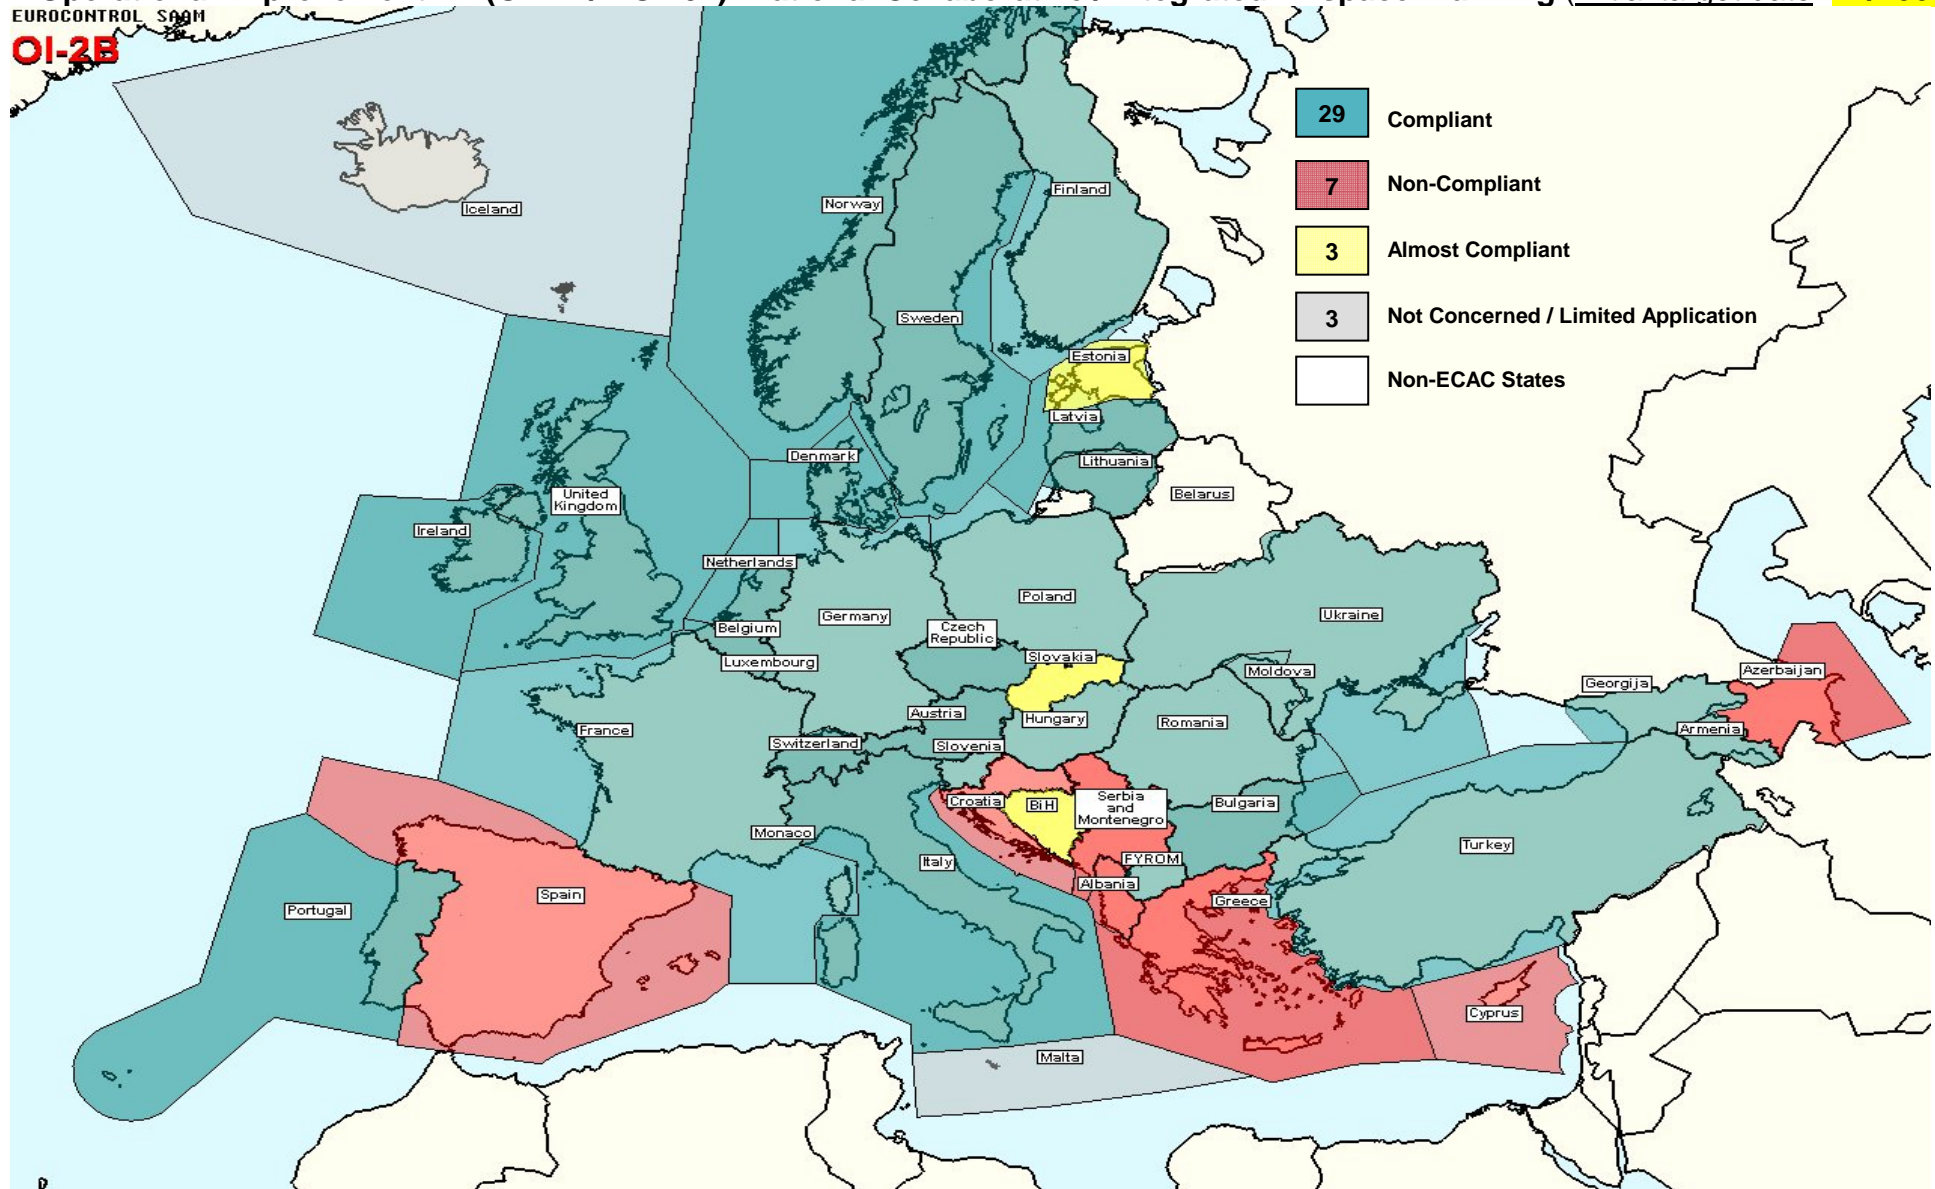 EUROCONTROL SAAM
OI-2B
29 Compliant
7 Non-Compliant
3 Almost Compliant
3 Not Concerned / Limited Application
Non-ECAC States
Iceland
Norway
Finland
Sweden
Estonia
Latvia
Denmark
Lithuania
United
Kingdom
Belarus
Ireland
Netherlands
Poland
Germany
Ukraine
Belgium
Czech
Republic
Luxembourg
Slovakia
Moldova
Azerbaijan
Georgija
Austria
Hungary
Romania
France
Switzerland
Slovenia
Armenia
Croatia
BiH
Serbia
and
Montenegro
Bulgaria
Monaco
Italy
FYROM
Turkey
Albania
Spain
Greece
Portugal
Cyprus
Malta